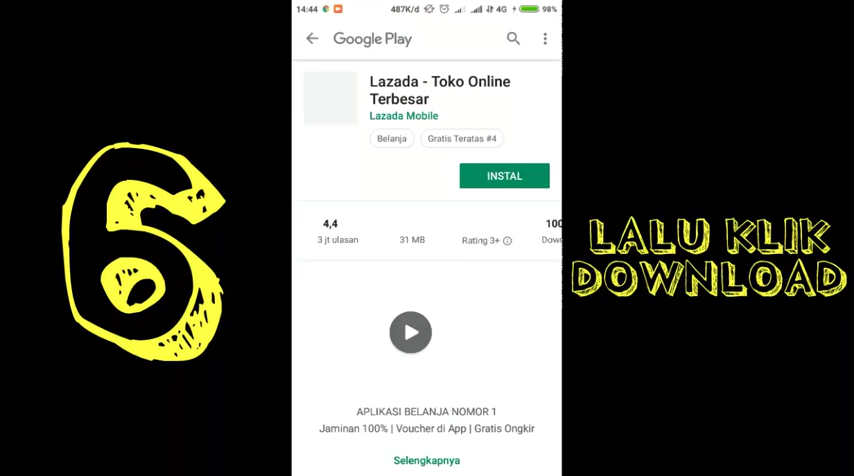 6
14:44 487K/d 4G 98%
Google Play
Lazada - Toko Online
Terbesar
Lazada Mobile
Belanja Gratis Teratas #4
INSTAL
4,4 100
3 jt ulasan 31 MB Rating 3+ Dow
APLIKASI BELANJA NOMOR 1
Jaminan 100% | Voucher di App | Gratis Ongkir
Selengkapnya
LALU KLIK
DOWNLOAD